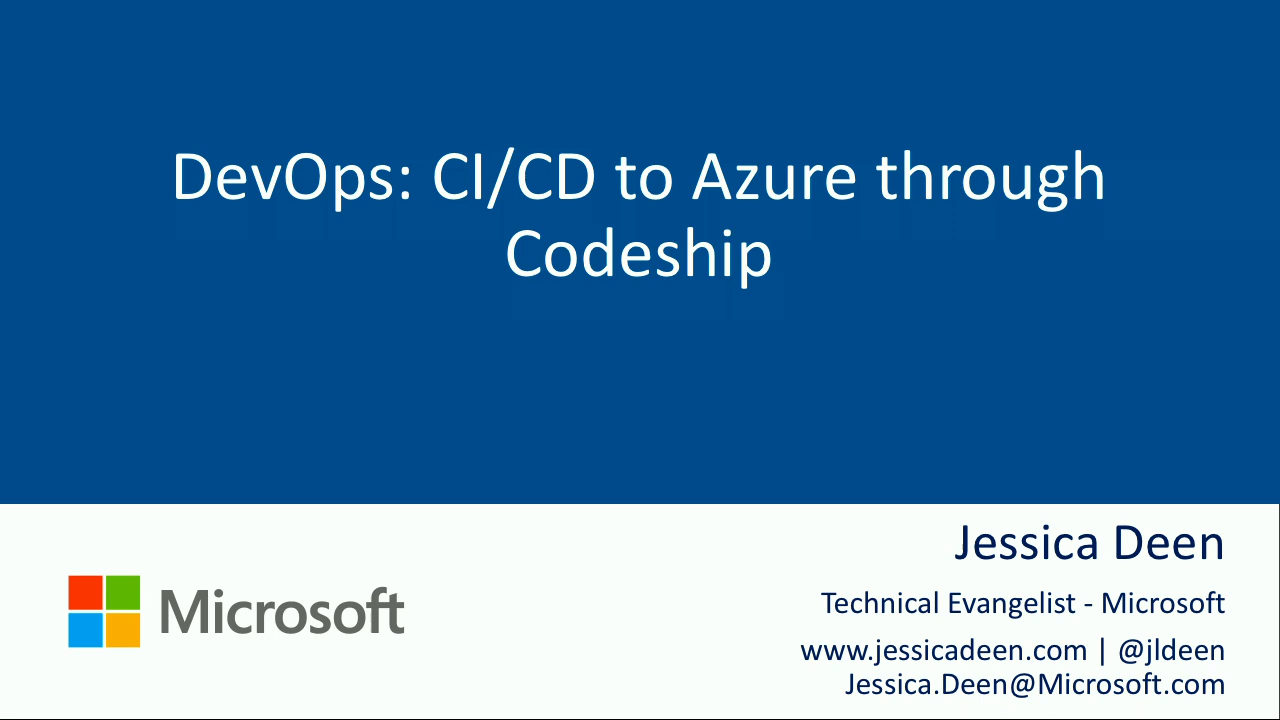 DevOps: CI/CD to Azure through
Codeship
Microsoft
Jessica Deen
Technical Evangelist - Microsoft
www.jessicadeen.com | @jldeen
Jessica.Deen@Microsoft.com